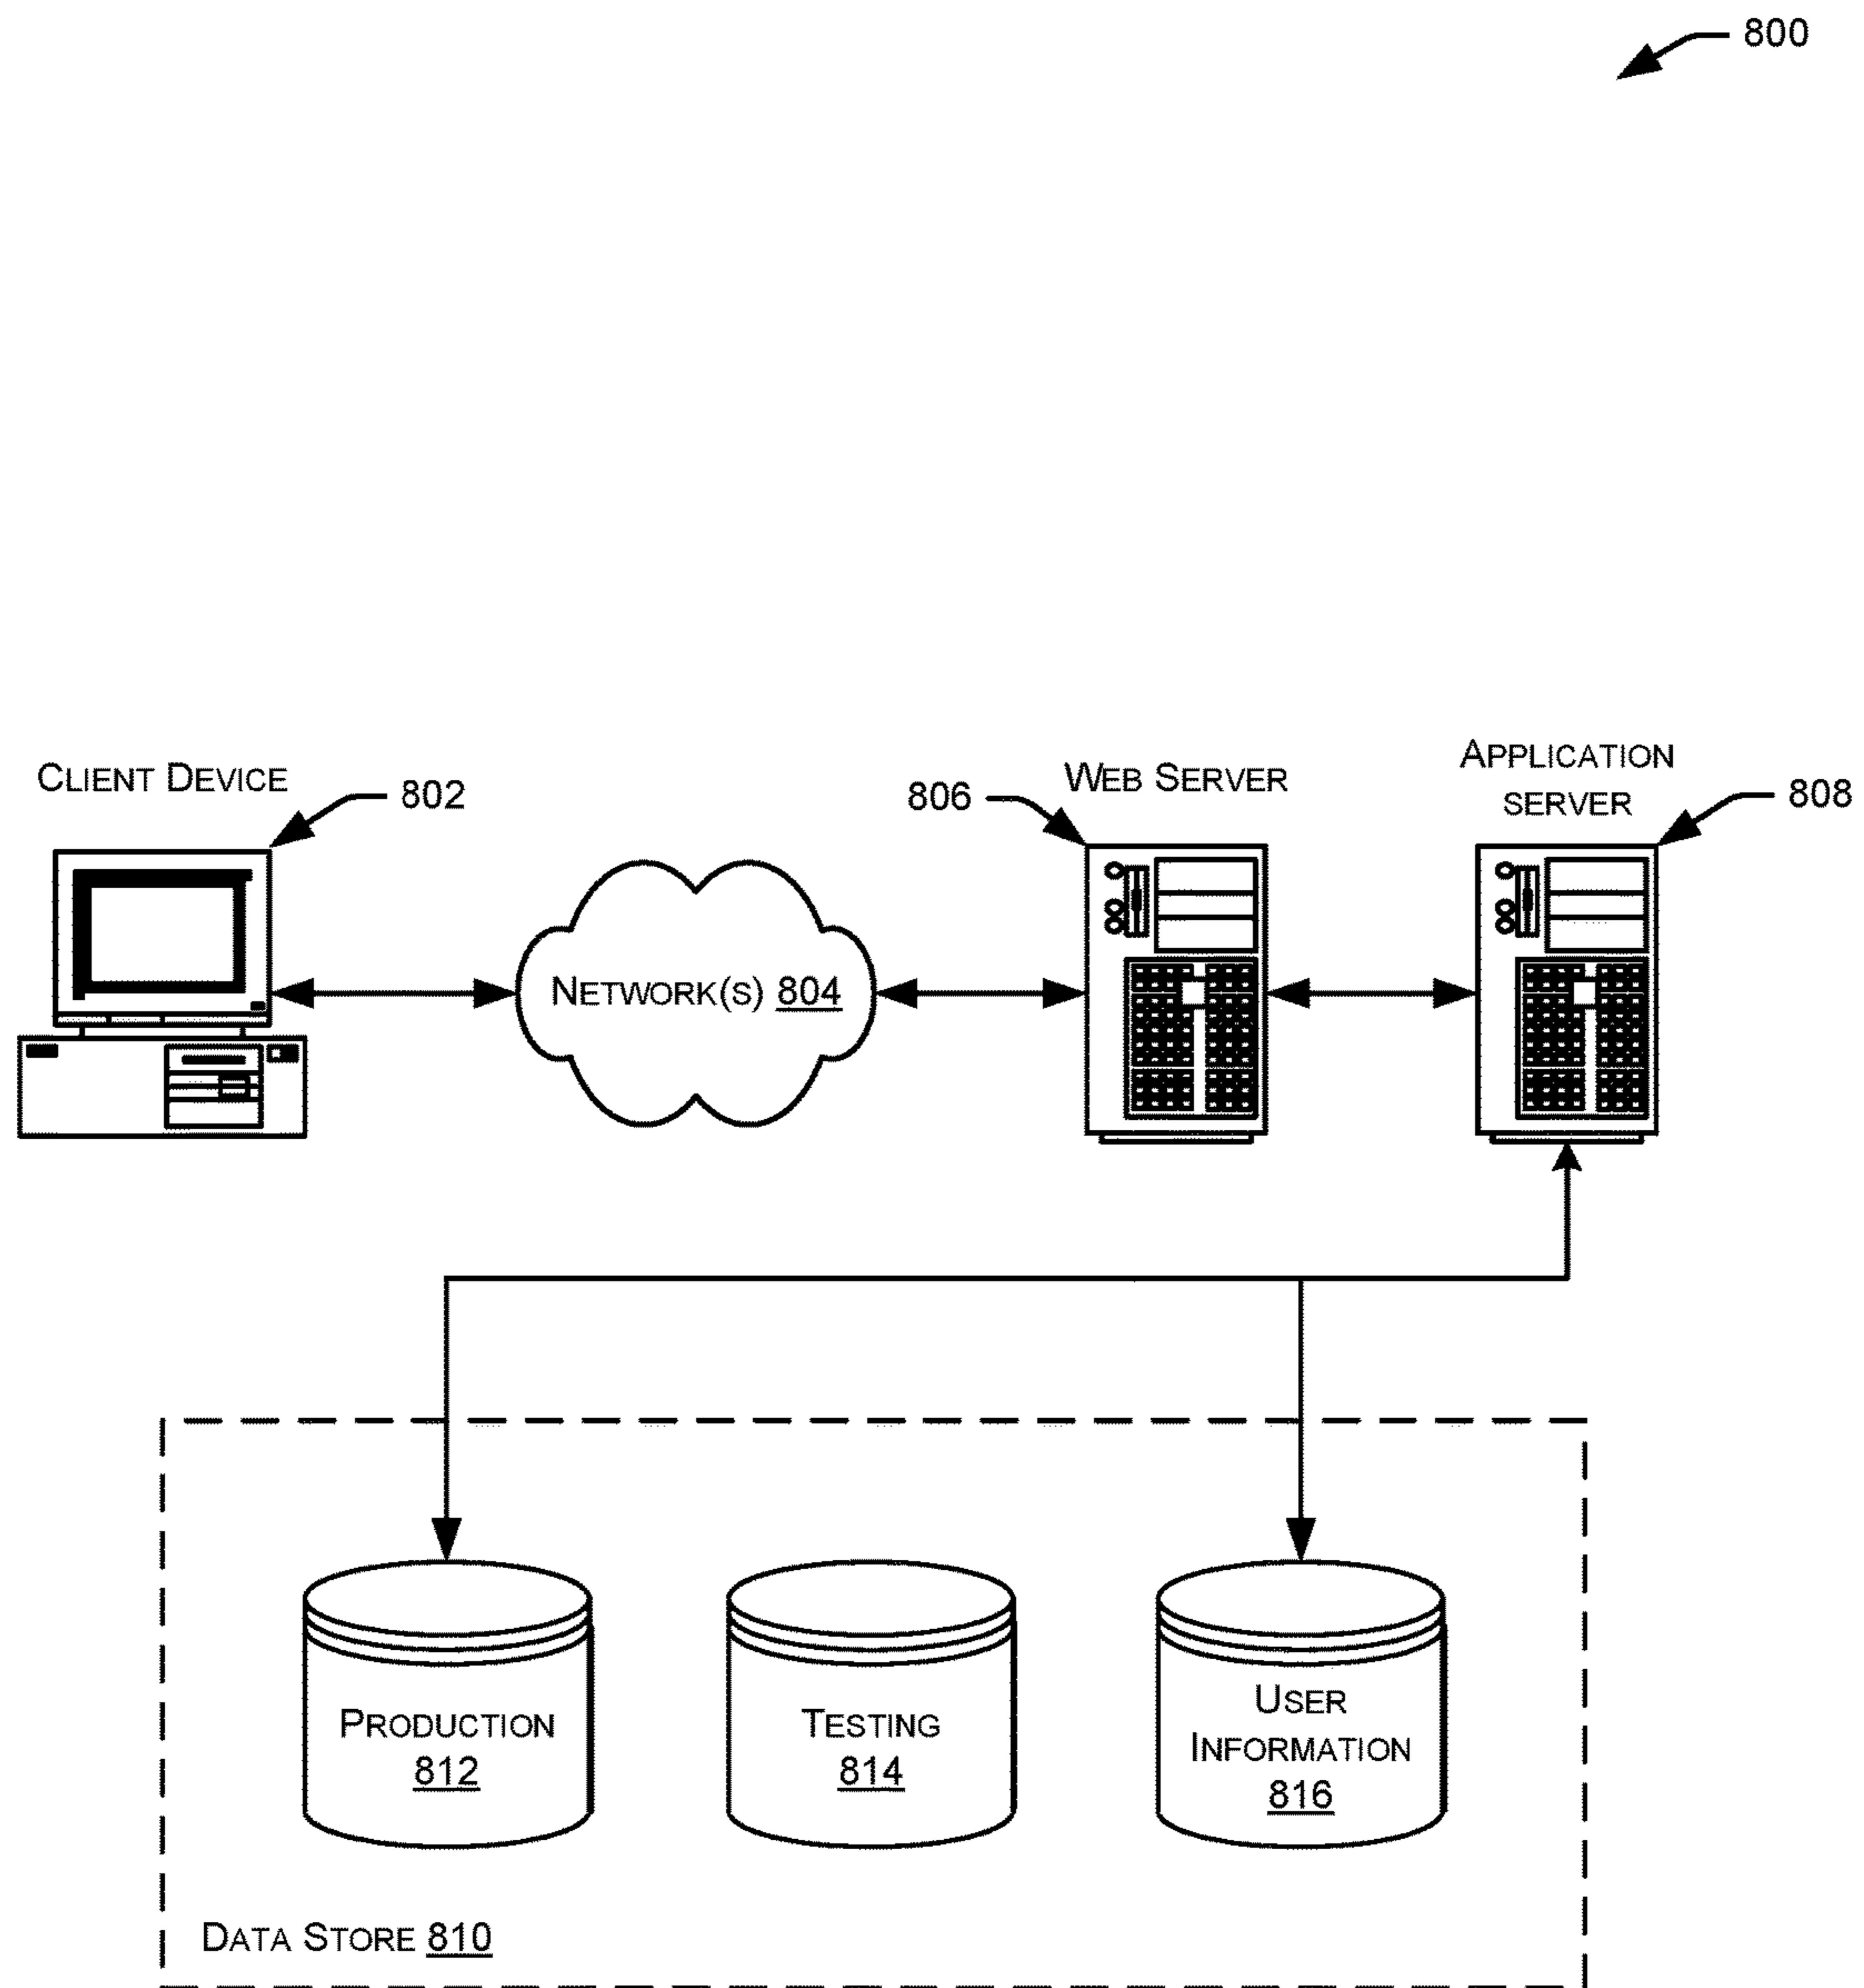 800
CLIENT DEVICE
802
806
WEB SERVER
APPLICATION
SERVER
808
NETWORK(S) 804
PRODUCTION
812
TESTING
814
USER
INFORMATION
816
DATA STORE 810